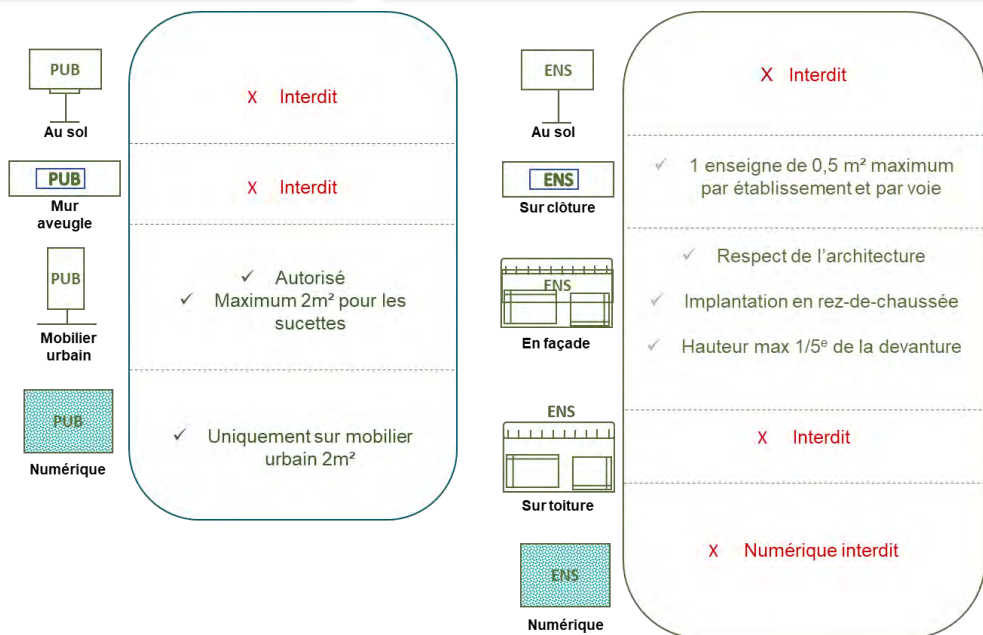 PUB
Au sol
X Interdit
PUB
Mur
aveugle
X Interdit
PUB
Mobilier
urbain
✓ Autorisé
✓ Maximum 2m² pour les
sucettes
PUB
Numérique
✓ Uniquement sur mobilier
urbain 2m²
ENS
Au sol
X Interdit
ENS
Sur clôture
✓ 1 enseigne de 0,5 m² maximum
par établissement et par voie
ENS
En façade
✓ Respect de l'architecture
✓ Implantation en rez-de-chaussée
✓ Hauteur max 1/5e de la devanture
ENS
Sur toiture
X Interdit
ENS
Numérique
X Numérique interdit